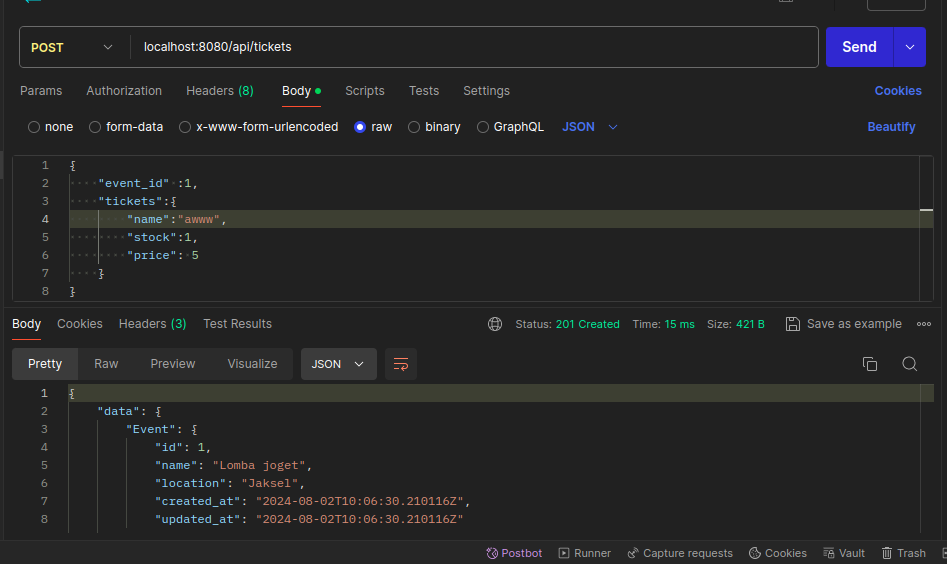 POST localhost:8080/api/tickets Send
Params Authorization Headers (8) Body Scripts Tests Settings Cookies
none form-data x-www-form-urlencoded raw binary GraphQL JSON Beautify
1 {
2 ····"event_id"·:1,
3 ····"tickets":{
4 ········"name":"awww",
5 ········"stock":1,
6 ········"price":·5
7 ····}
8 }
Body Cookies Headers (3) Test Results Status: 201 Created Time: 15 ms Size: 421 B Save as example
Pretty Raw Preview Visualize JSON
1 {
2 "data": {
3 "Event": {
4 "id": 1,
5 "name": "Lomba joget",
6 "location": "Jaksel",
7 "created_at": "2024-08-02T10:06:30.210116Z",
8 "updated_at": "2024-08-02T10:06:30.210116Z"
Postbot Runner Capture requests Cookies Vault Trash